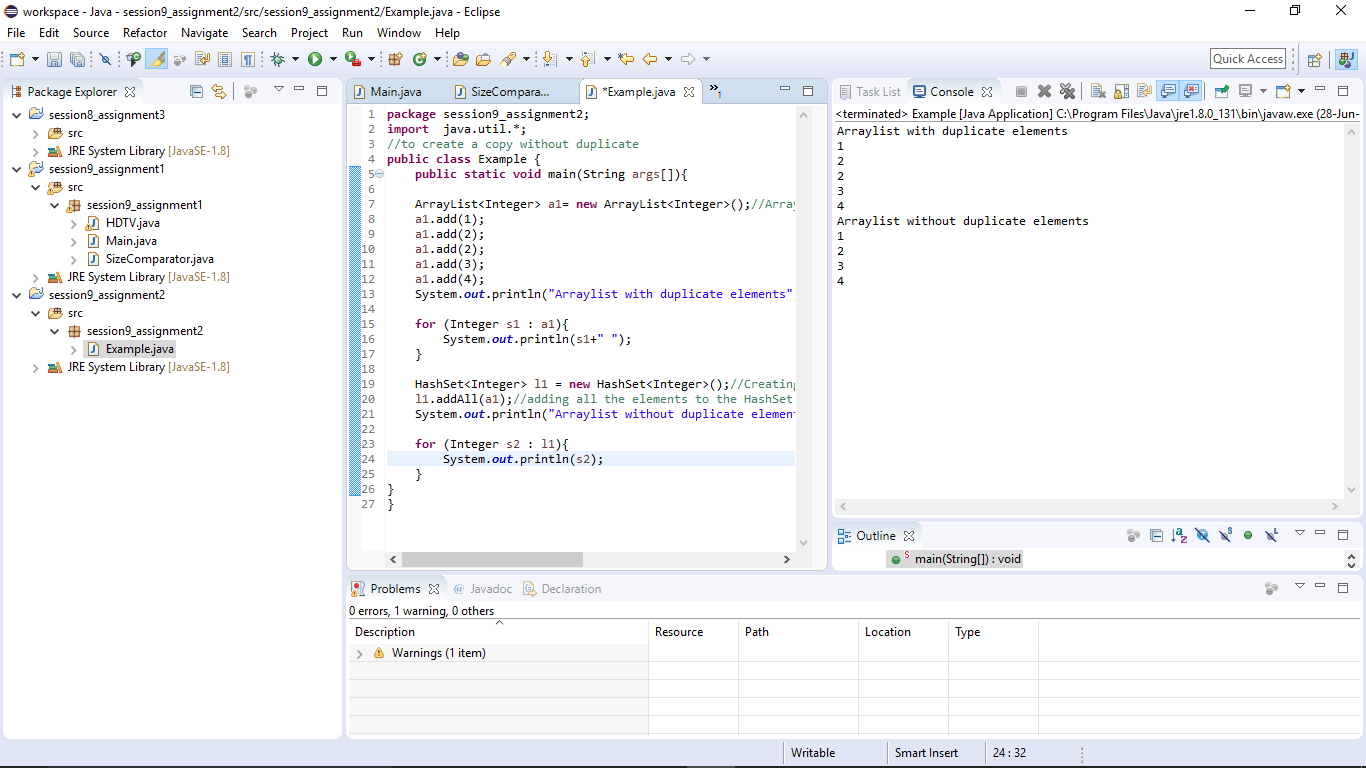 workspace - Java - session9_assignment2/src/session9_assignment2/Example.java - Eclipse
File Edit Source Refactor Navigate Search Project Run Window Help
Quick Access
Package Explorer
session8_assignment3
src
JRE System Library [JavaSE-1.8]
session9_assignment1
src
session9_assignment1
HDTV.java
Main.java
SizeComparator.java
JRE System Library [JavaSE-1.8]
session9_assignment2
src
session9_assignment2
Example.java
JRE System Library [JavaSE-1.8]
Main.java SizeCompara... *Example.java »1
1 package session9_assignment2;
2 import  java.util.*;
3 //to create a copy without duplicate
4 public class Example {
5     public static void main(String args[]){
6
7     ArrayList<Integer> a1= new ArrayList<Integer>();//Array
8     a1.add(1);
9     a1.add(2);
10     a1.add(2);
11     a1.add(3);
12     a1.add(4);
13     System.out.println("Arraylist with duplicate elements"
14
15     for (Integer s1 : a1){
16         System.out.println(s1+" ");
17     }
18
19     HashSet<Integer> l1 = new HashSet<Integer>();//Creating
20     l1.addAll(a1);//adding all the elements to the HashSet
21     System.out.println("Arraylist without duplicate element
22
23     for (Integer s2 : l1){
24         System.out.println(s2);
25     }
26 }
27 }
Task List Console
<terminated> Example [Java Application] C:\Program Files\Java\jre1.8.0_131\bin\javaw.exe (28-Jun-
Arraylist with duplicate elements
1
2
2
3
4
Arraylist without duplicate elements
1
2
3
4
Outline
main(String[]) : void
Problems @ Javadoc Declaration
0 errors, 1 warning, 0 others
Description Resource Path Location Type
Warnings (1 item)
Writable Smart Insert 24 : 32